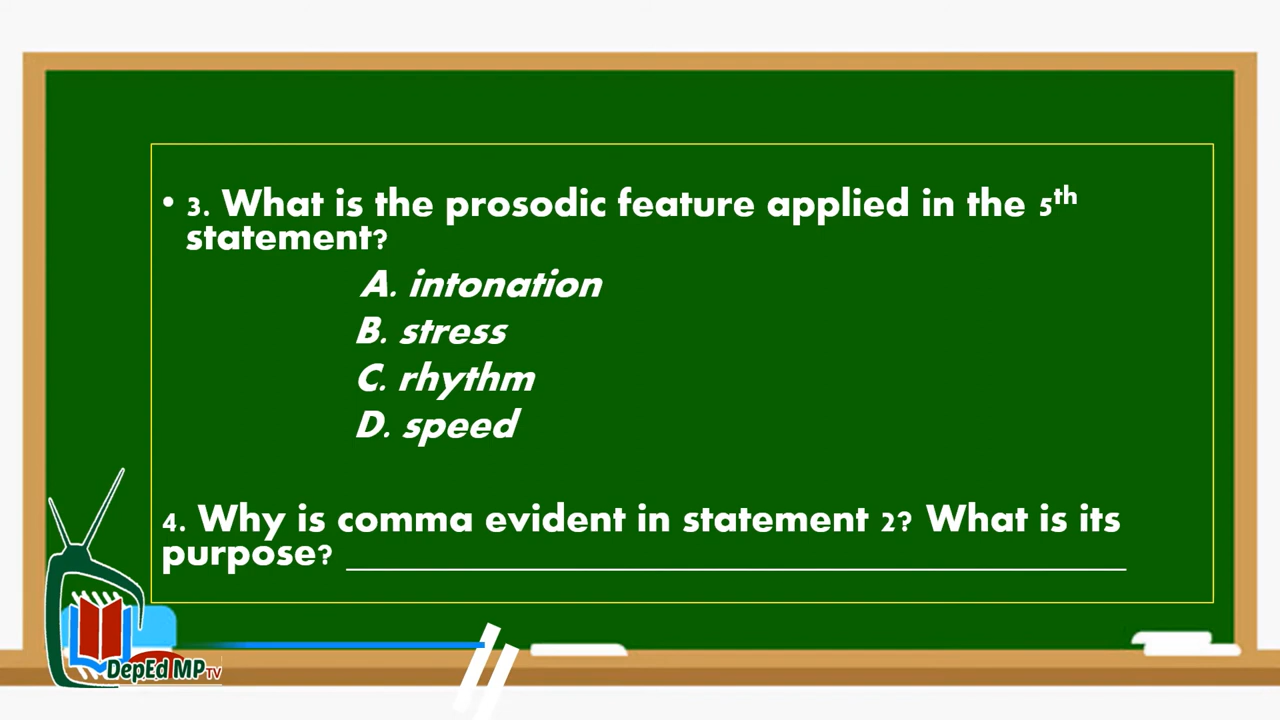 • 3. What is the prosodic feature applied in the 5th
statement?
A. intonation
B. stress
C. rhythm
D. speed
4. Why is comma evident in statement 2? What is its
purpose? ___________________________________
DepEd MP TV